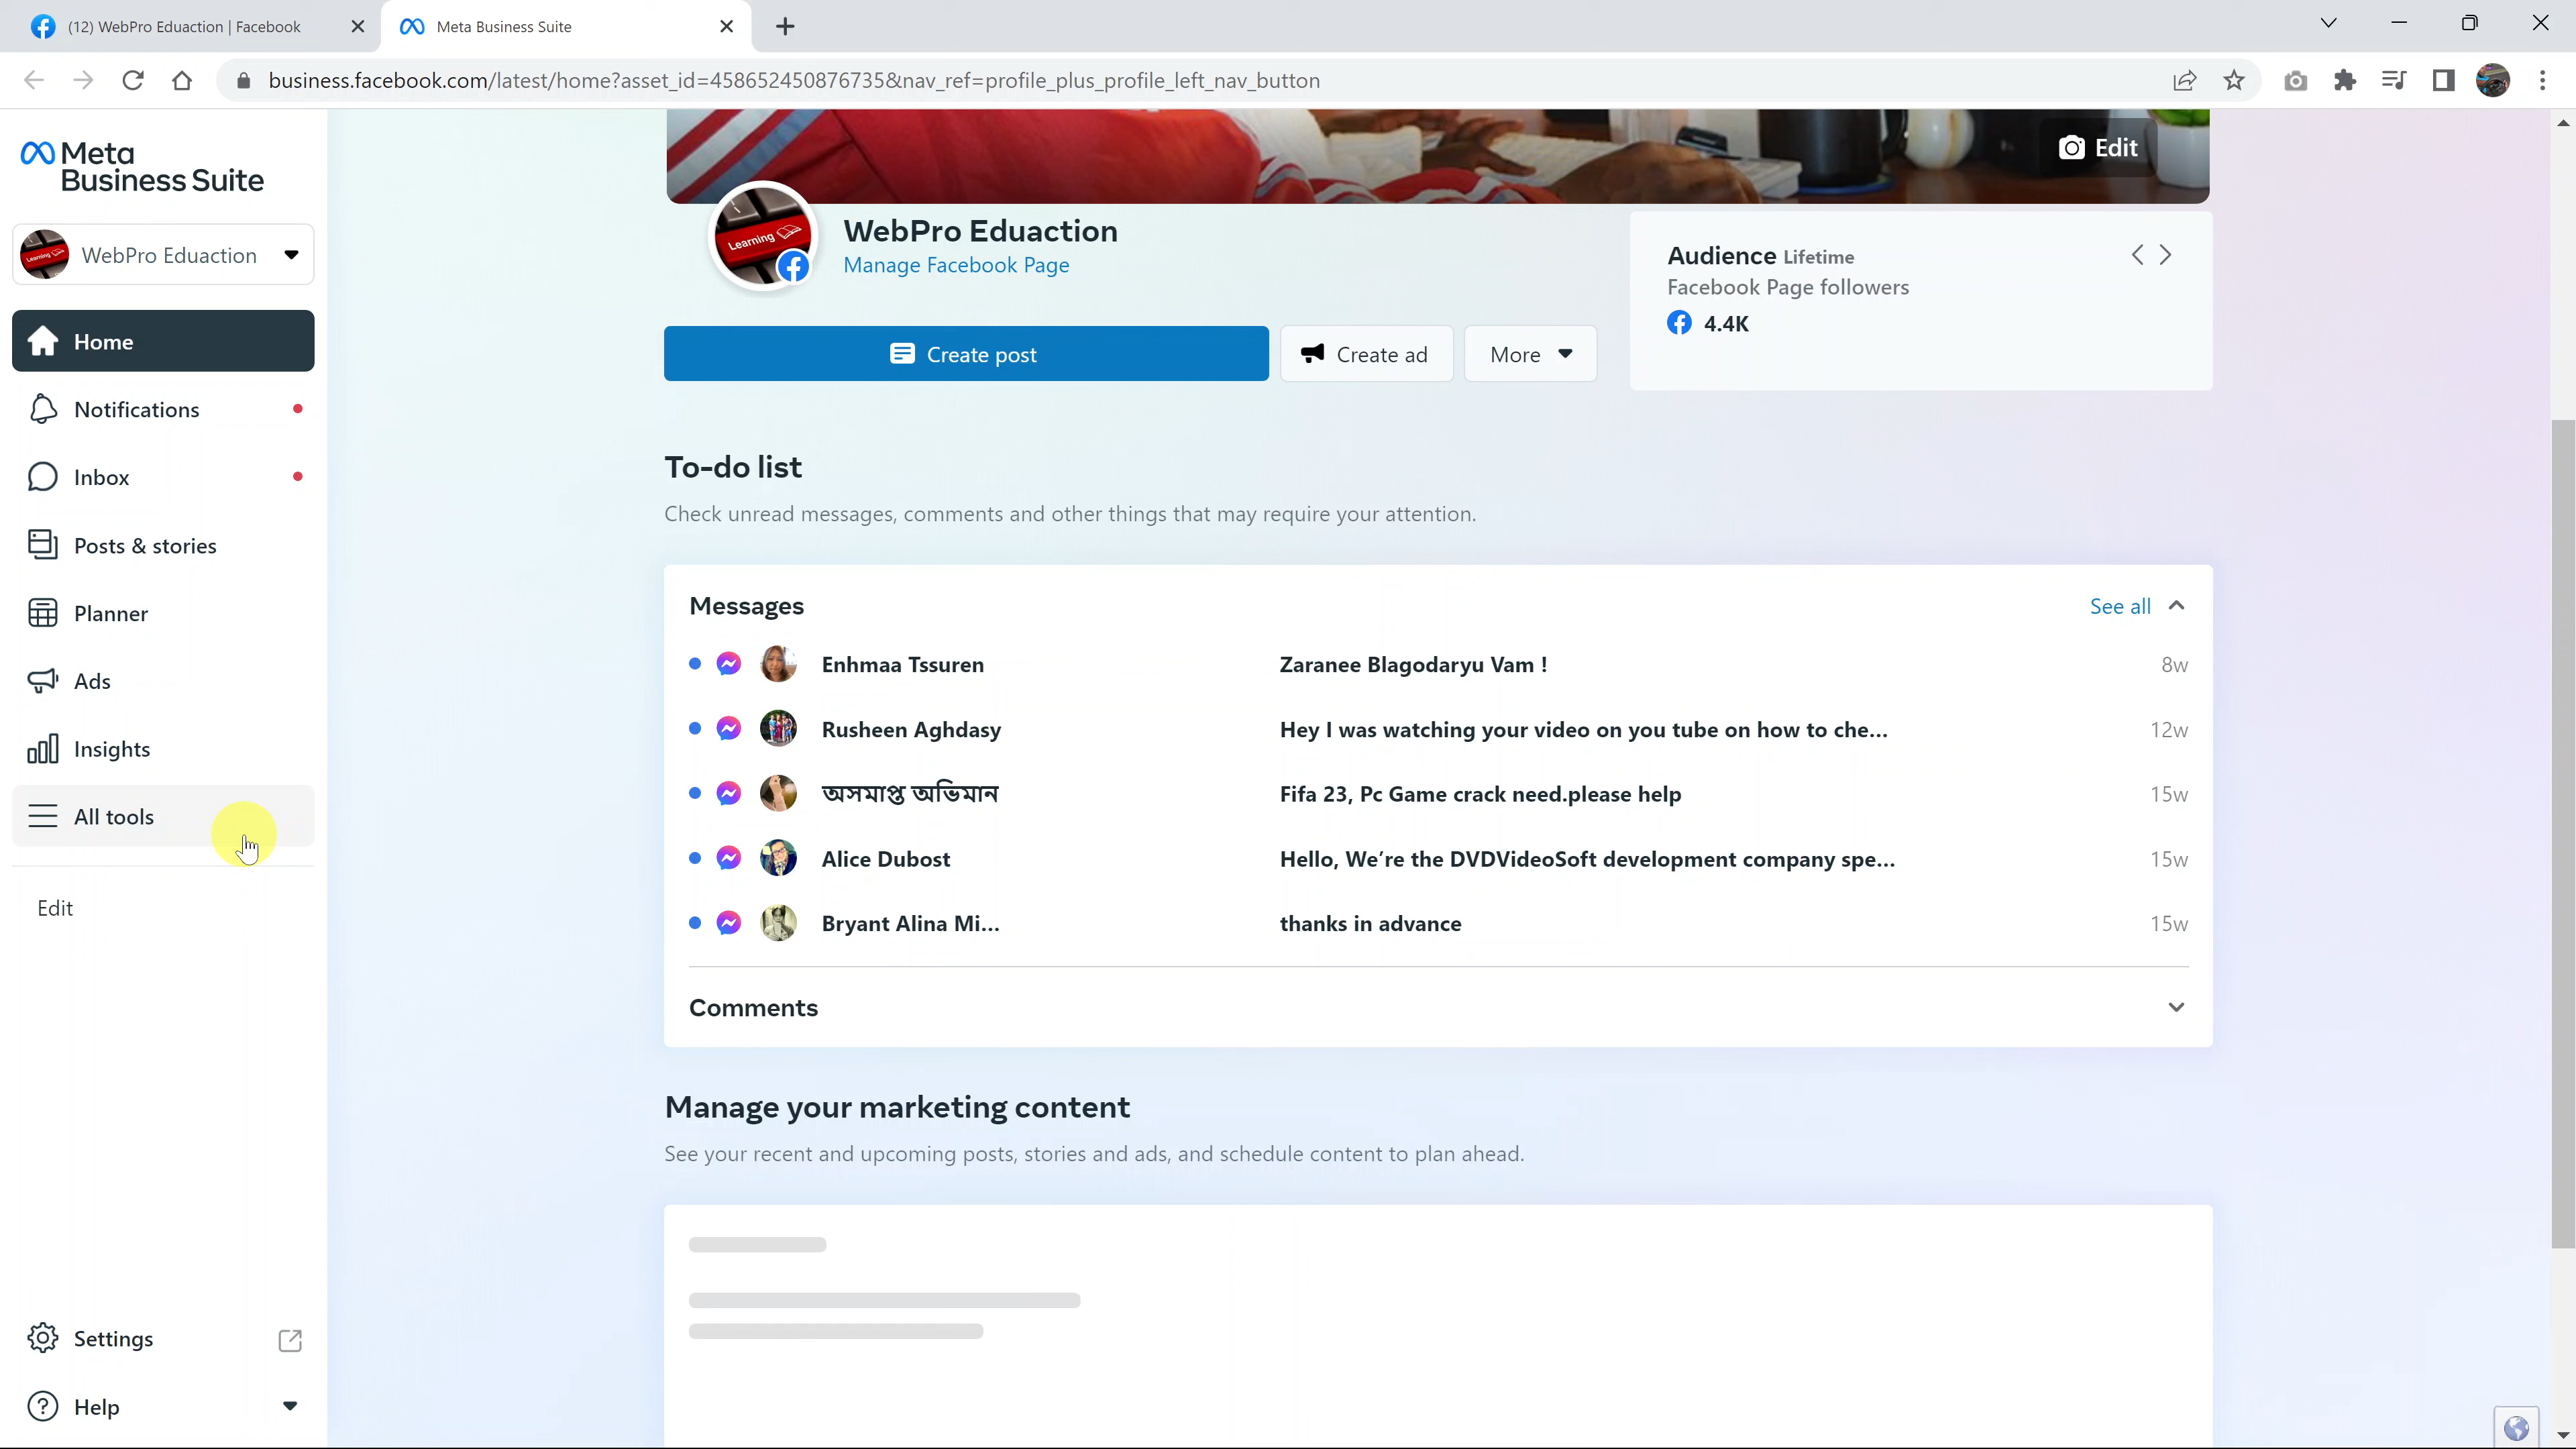 (12) WebPro Eduaction | Facebook
Meta Business Suite
business.facebook.com/latest/home?asset_id=458652450876735&nav_ref=profile_plus_profile_left_nav_button
Meta
Business Suite
WebPro Eduaction
Home
Notifications
Inbox
Posts & stories
Planner
Ads
Insights
All tools
Edit
Settings
Help
Edit
Learning
WebPro Eduaction
Manage Facebook Page
Create post
Create ad
More
Audience Lifetime
Facebook Page followers
4.4K
To-do list
Check unread messages, comments and other things that may require your attention.
Messages
See all
Enhmaa Tssuren Zaranee Blagodaryu Vam ! 8w
Rusheen Aghdasy Hey I was watching your video on you tube on how to che... 12w
অসমাপ্ত অভিমান Fifa 23, Pc Game crack need.please help 15w
Alice Dubost Hello, We're the DVDVideoSoft development company spe... 15w
Bryant Alina Mi... thanks in advance 15w
Comments
Manage your marketing content
See your recent and upcoming posts, stories and ads, and schedule content to plan ahead.